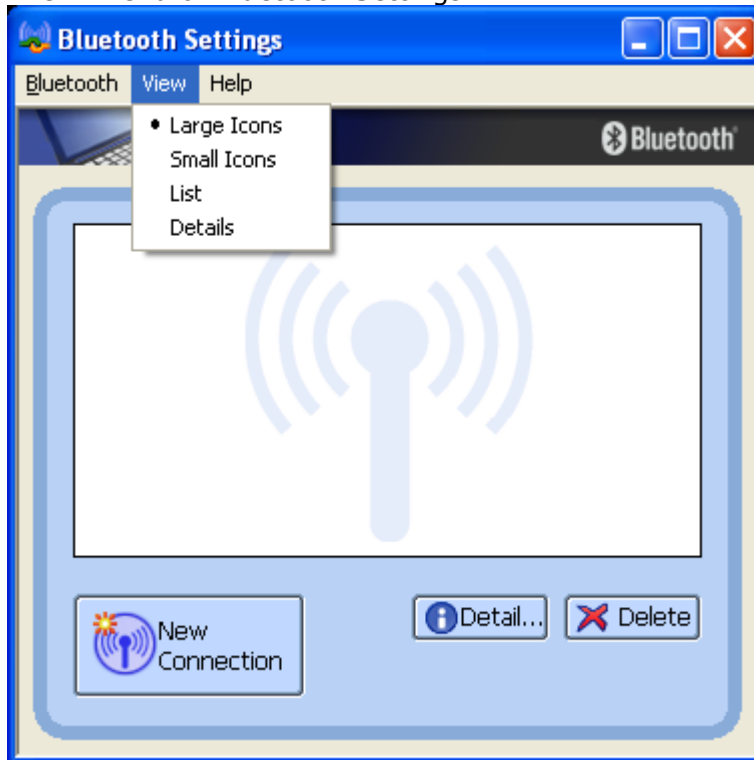 Bluetooth Settings
Bluetooth View Help
Large Icons
Small Icons
List
Details
Bluetooth
New
Connection
Detail...
Delete